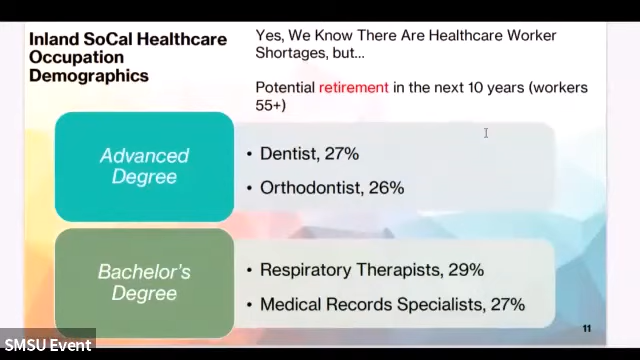 Inland SoCal Healthcare
Occupation
Demographics
Yes, We Know There Are Healthcare Worker
Shortages, but...
Potential retirement in the next 10 years (workers
55+)
Advanced
Degree
• Dentist, 27%
• Orthodontist, 26%
Bachelor's
Degree
• Respiratory Therapists, 29%
• Medical Records Specialists, 27%
11
SMSU Event